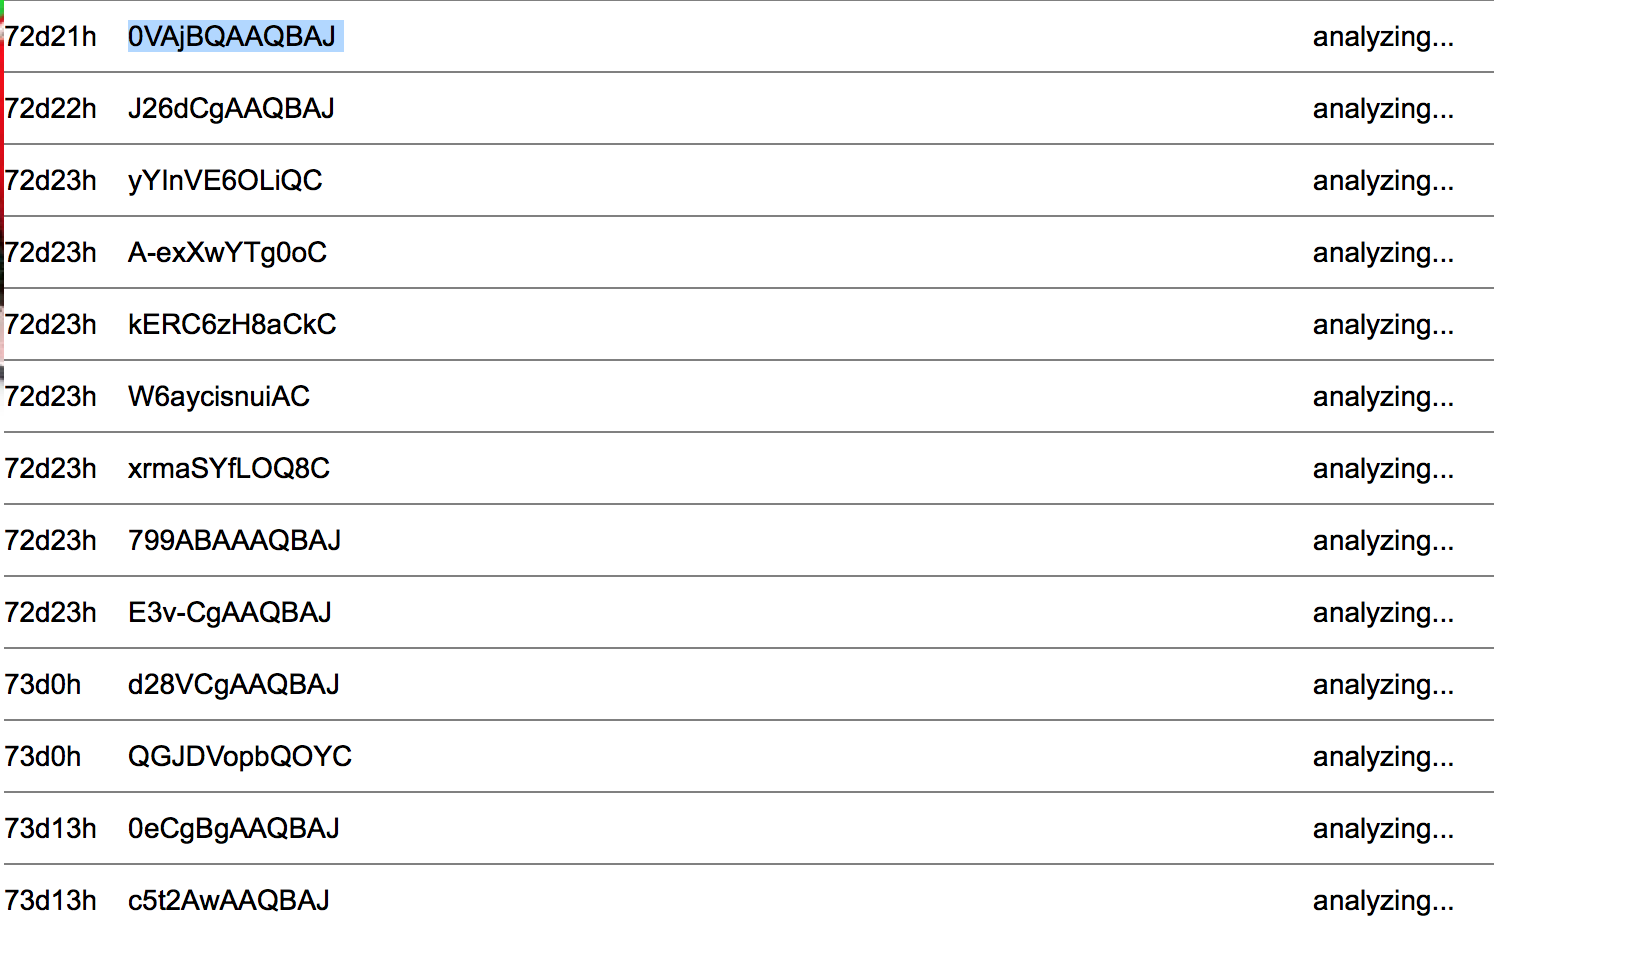 72d21h 0VAjBQAAQBAJ analyzing...
72d22h J26dCgAAQBAJ analyzing...
72d23h yYInVE6OLiQC analyzing...
72d23h A-exXwYTg0oC analyzing...
72d23h kERC6zH8aCkC analyzing...
72d23h W6aycisnuiAC analyzing...
72d23h xrmaSYfLOQ8C analyzing...
72d23h 799ABAAAQBAJ analyzing...
72d23h E3v-CgAAQBAJ analyzing...
73d0h d28VCgAAQBAJ analyzing...
73d0h QGJDVopbQOYC analyzing...
73d13h 0eCgBgAAQBAJ analyzing...
73d13h c5t2AwAAQBAJ analyzing...